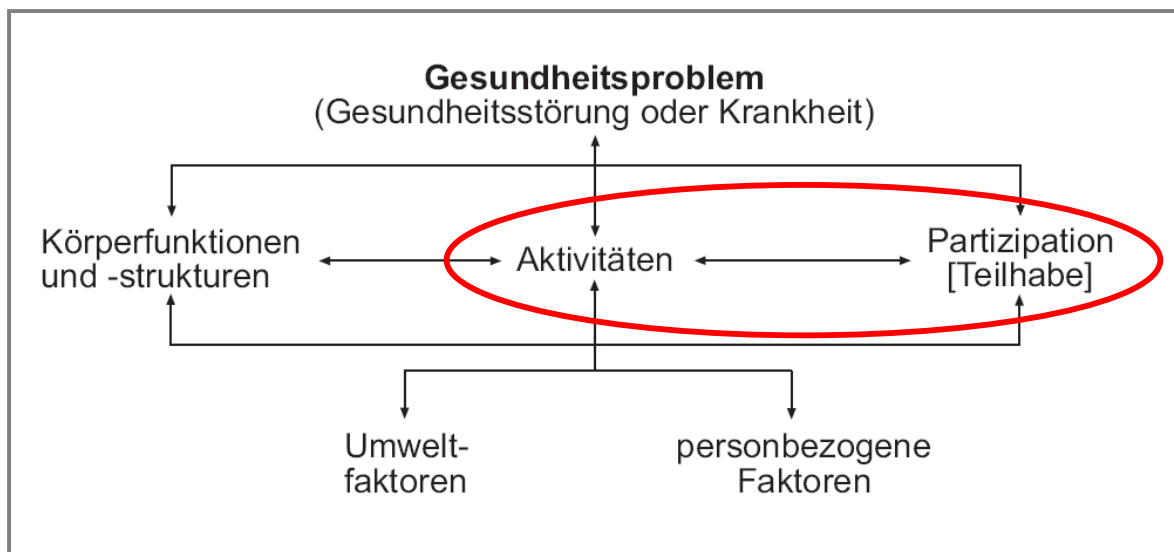 Gesundheitsproblem
(Gesundheitsstörung oder Krankheit)
Körperfunktionen
und -strukturen
Aktivitäten
Partizipation
[Teilhabe]
Umwelt-
faktoren
personbezogene
Faktoren